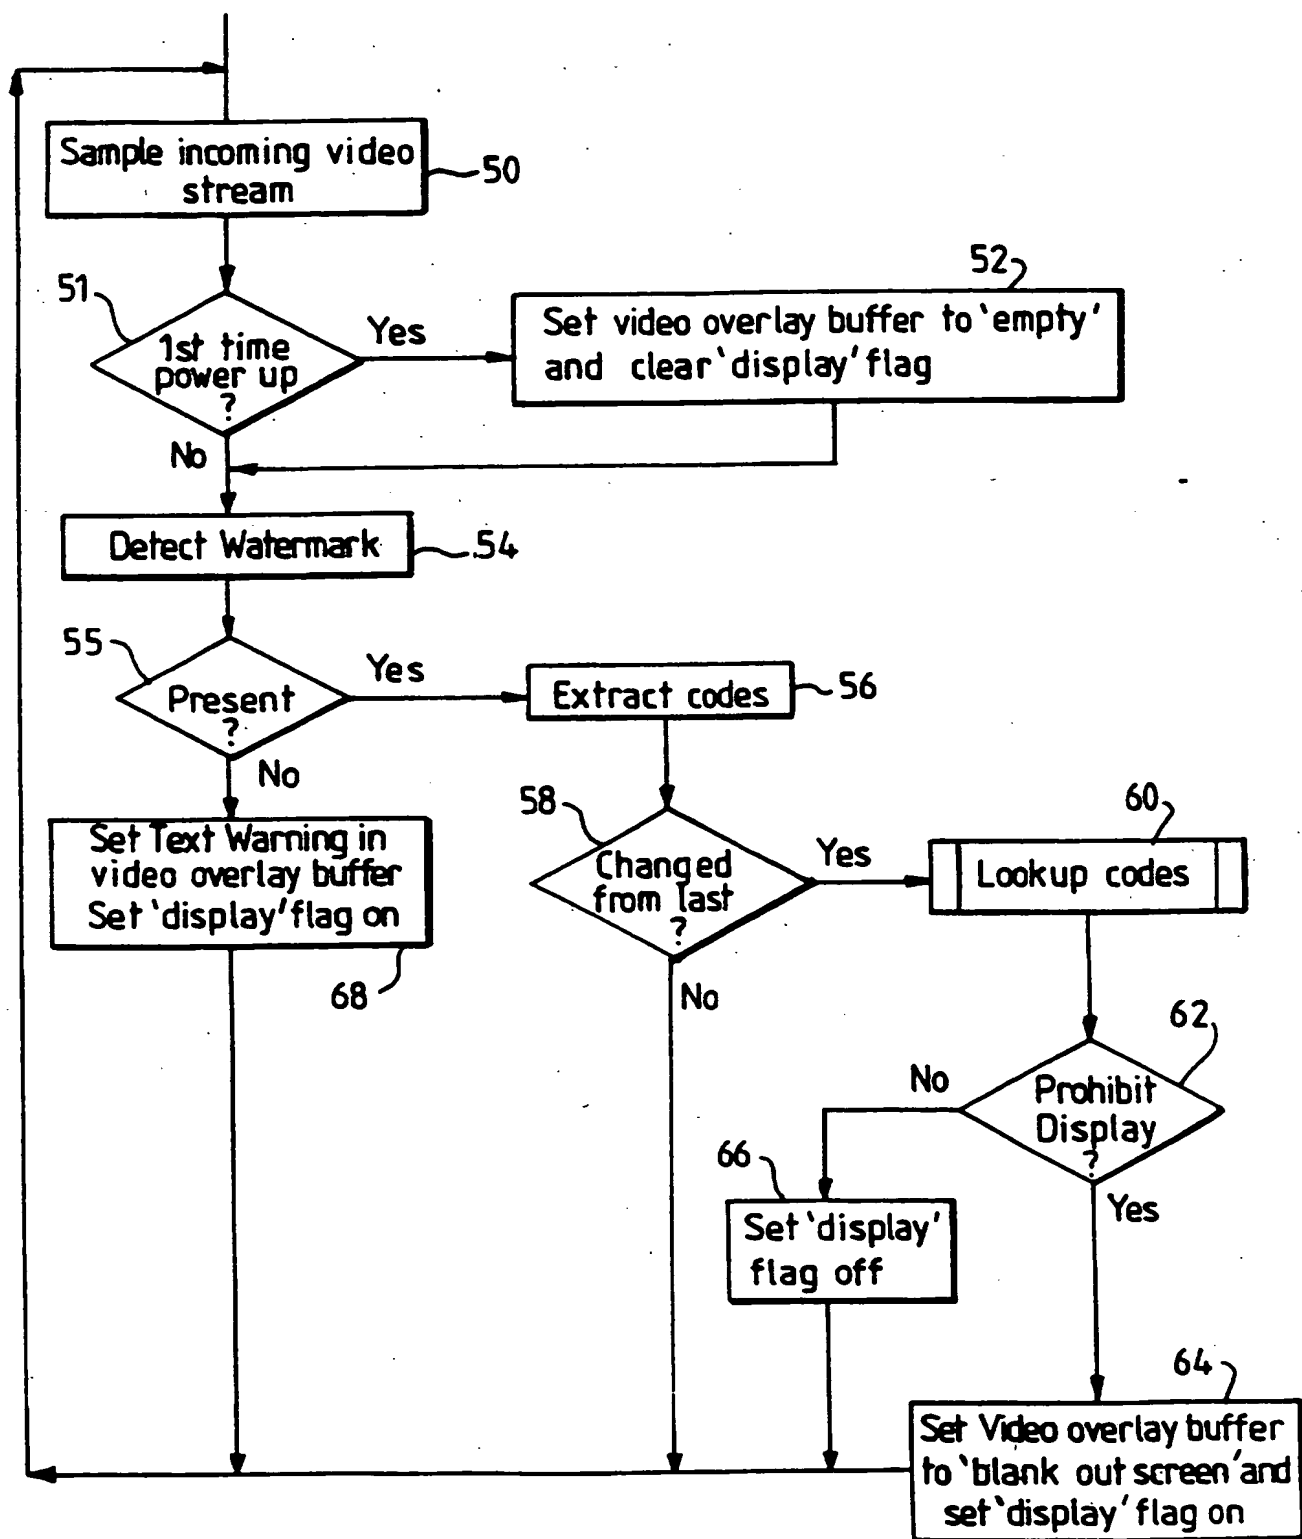 Sample incoming video
stream
50
51
1st time
power up
?
Yes
52
Set video overlay buffer to 'empty'
and clear 'display' flag
No
Detect Watermark
54
55
Present
?
Yes
Extract codes
56
No
58
Changed
from last
?
Yes
60
Lookup codes
Set Text Warning in
video overlay buffer
Set 'display' flag on
68
No
62
Prohibit
Display
?
No
66
Set 'display'
flag off
Yes
64
Set Video overlay buffer
to 'blank out screen' and
set 'display' flag on